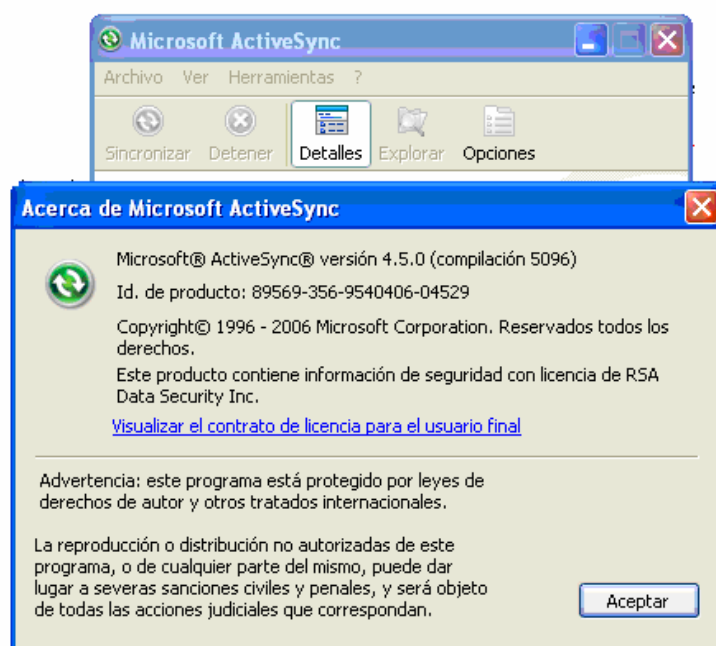 Microsoft ActiveSync
Archivo Ver Herramientas ?
Sincronizar Detener Detalles Explorar Opciones
Acerca de Microsoft ActiveSync
Microsoft® ActiveSync® versión 4.5.0 (compilación 5096)
Id. de producto: 89569-356-9540406-04529
Copyright© 1996 - 2006 Microsoft Corporation. Reservados todos los
derechos.
Este producto contiene información de seguridad con licencia de RSA
Data Security Inc.
Visualizar el contrato de licencia para el usuario final
Advertencia: este programa está protegido por leyes de
derechos de autor y otros tratados internacionales.
La reproducción o distribución no autorizadas de este
programa, o de cualquier parte del mismo, puede dar
lugar a severas sanciones civiles y penales, y será objeto
de todas las acciones judiciales que correspondan.
Aceptar